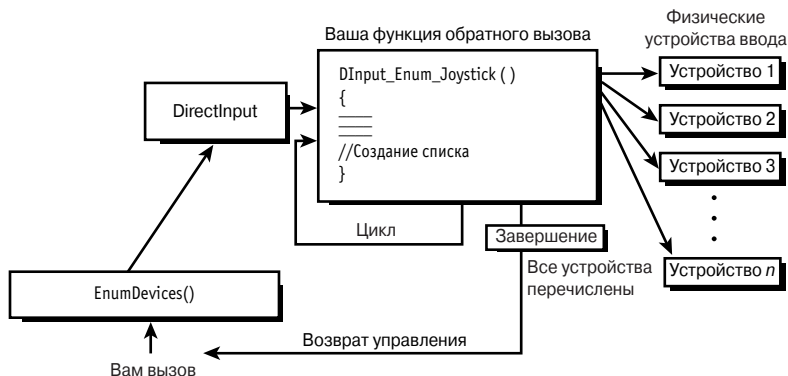 Физические
устройства ввода
Ваша функция обратного вызова
DInput_Enum_Joystick ( )
{
//Создание списка
}
DirectInput
Устройство 1
Устройство 2
Устройство 3
Устройство n
Цикл
Завершение
Все устройства
перечислены
EnumDevices()
Возврат управления
Вам вызов